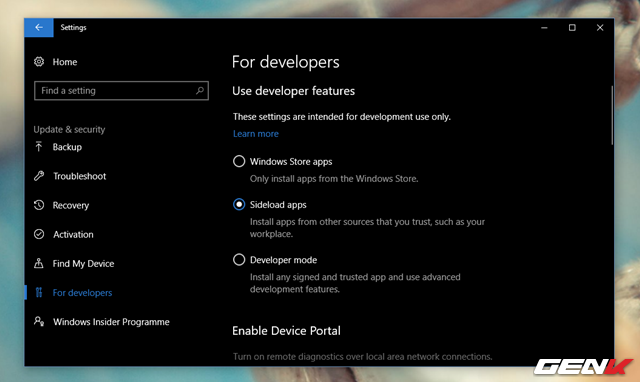 Settings
Home
Find a setting
Update & security
Backup
Troubleshoot
Recovery
Activation
Find My Device
For developers
Windows Insider Programme
For developers
Use developer features
These settings are intended for development use only.
Learn more
Windows Store apps
Only install apps from the Windows Store.
Sideload apps
Install apps from other sources that you trust, such as your
workplace.
Developer mode
Install any signed and trusted app and use advanced
development features.
Enable Device Portal
Turn on remote diagnostics over local area network connections.
GENK